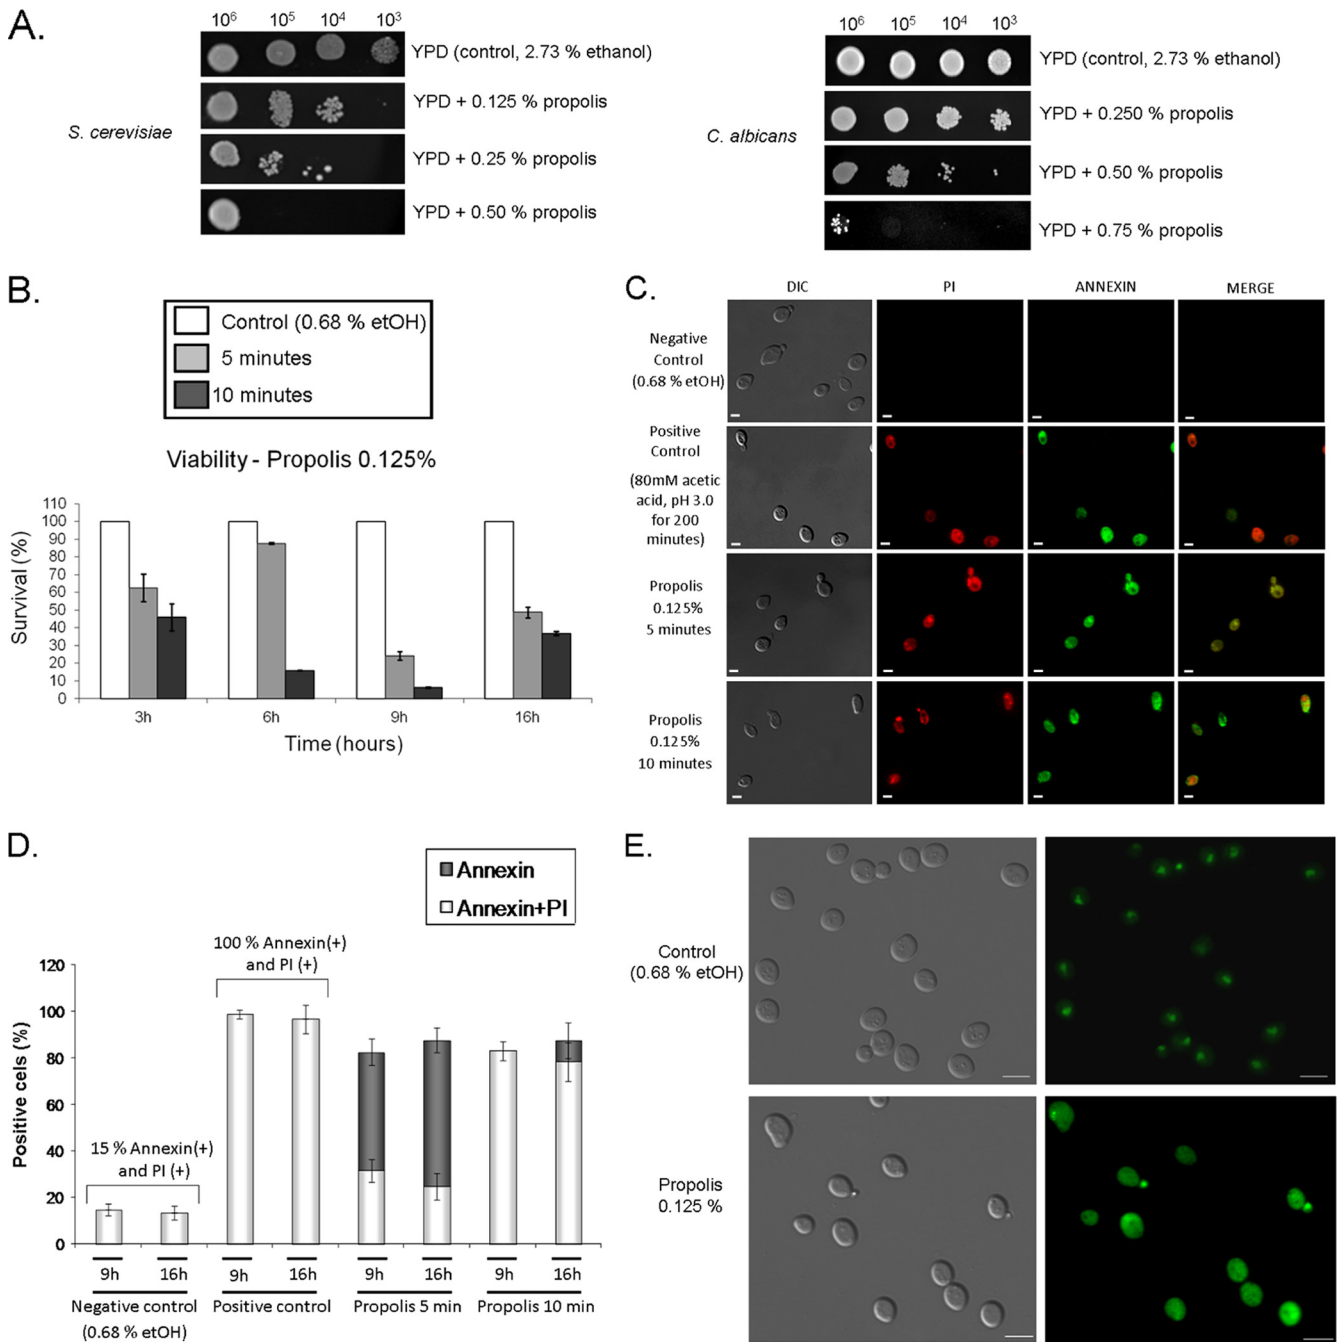 A.
10⁶ 10⁵ 10⁴ 10³
YPD (control, 2.73 % ethanol)
YPD + 0.125 % propolis
S. cerevisiae
YPD + 0.25 % propolis
YPD + 0.50 % propolis
10⁶ 10⁵ 10⁴ 10³
YPD (control, 2.73 % ethanol)
YPD + 0.250 % propolis
C. albicans
YPD + 0.50 % propolis
YPD + 0.75 % propolis
B.
Control (0.68 % etOH)
5 minutes
10 minutes
Viability - Propolis 0.125%
Survival (%)
110
100
90
80
70
60
50
40
30
20
10
0
3h 6h 9h 16h
Time (hours)
C.
DIC PI ANNEXIN MERGE
Negative
Control
(0.68 % etOH)
Positive
Control
(80mM acetic
acid, pH 3.0
for 200
minutes)
Propolis
0.125%
5 minutes
Propolis
0.125%
10 minutes
D.
Annexin
Annexin+PI
100 % Annexin(+)
and PI (+)
15 % Annexin(+)
and PI (+)
Positive cels (%)
120
100
80
60
40
20
0
9h 16h 9h 16h 9h 16h 9h 16h
Negative control Positive control Propolis 5 min Propolis 10 min
(0.68 % etOH)
E.
Control
(0.68 % etOH)
Propolis
0.125 %